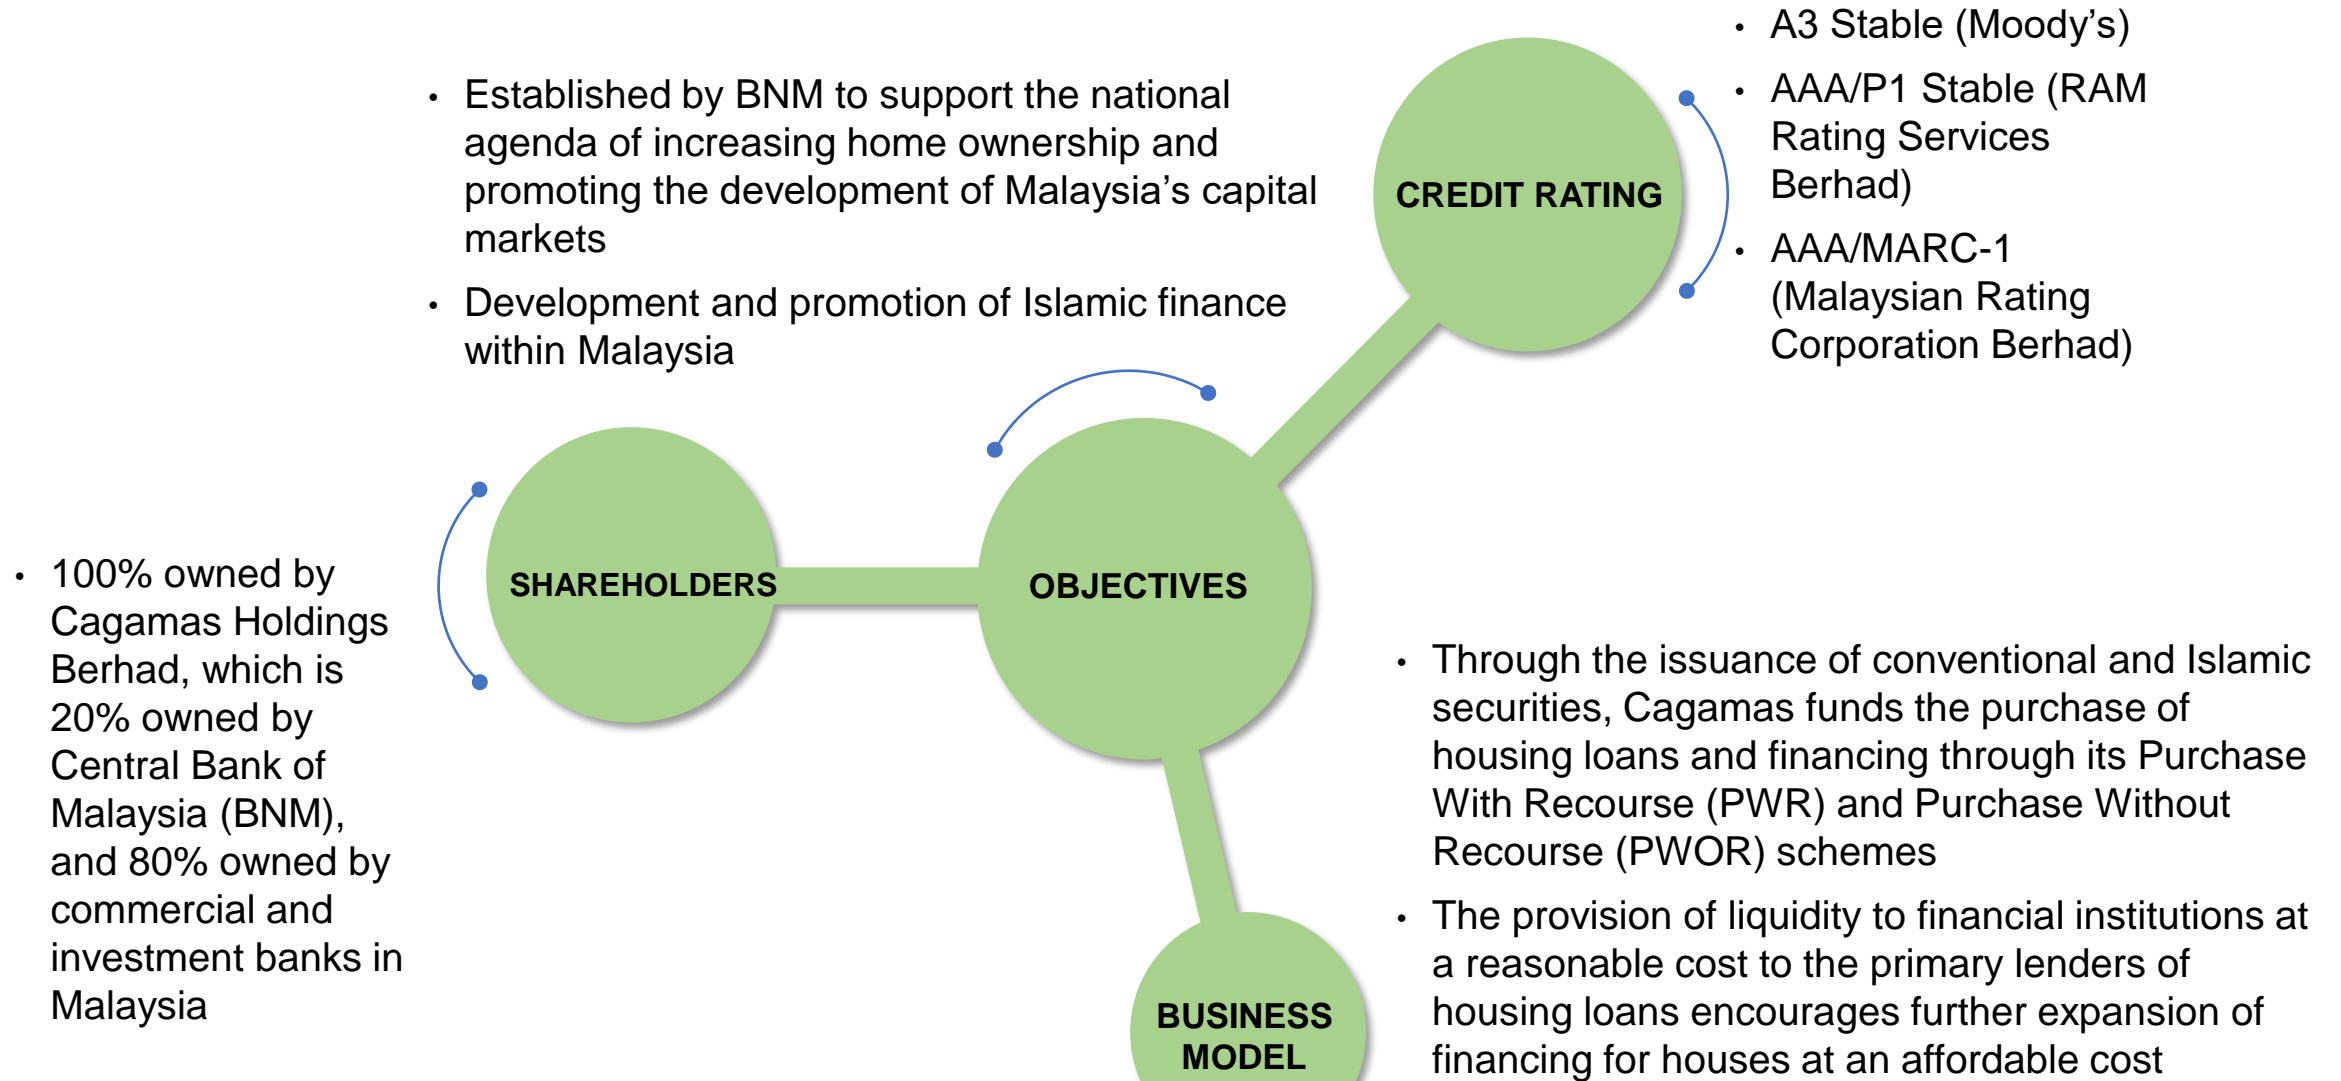 • Established by BNM to support the national
agenda of increasing home ownership and
promoting the development of Malaysia’s capital
markets
• Development and promotion of Islamic finance
within Malaysia
CREDIT RATING
• A3 Stable (Moody’s)
• AAA/P1 Stable (RAM
Rating Services
Berhad)
• AAA/MARC-1
(Malaysian Rating
Corporation Berhad)
SHAREHOLDERS
OBJECTIVES
• 100% owned by
Cagamas Holdings
Berhad, which is
20% owned by
Central Bank of
Malaysia (BNM),
and 80% owned by
commercial and
investment banks in
Malaysia
• Through the issuance of conventional and Islamic
securities, Cagamas funds the purchase of
housing loans and financing through its Purchase
With Recourse (PWR) and Purchase Without
Recourse (PWOR) schemes
• The provision of liquidity to financial institutions at
a reasonable cost to the primary lenders of
housing loans encourages further expansion of
financing for houses at an affordable cost
BUSINESS
MODEL